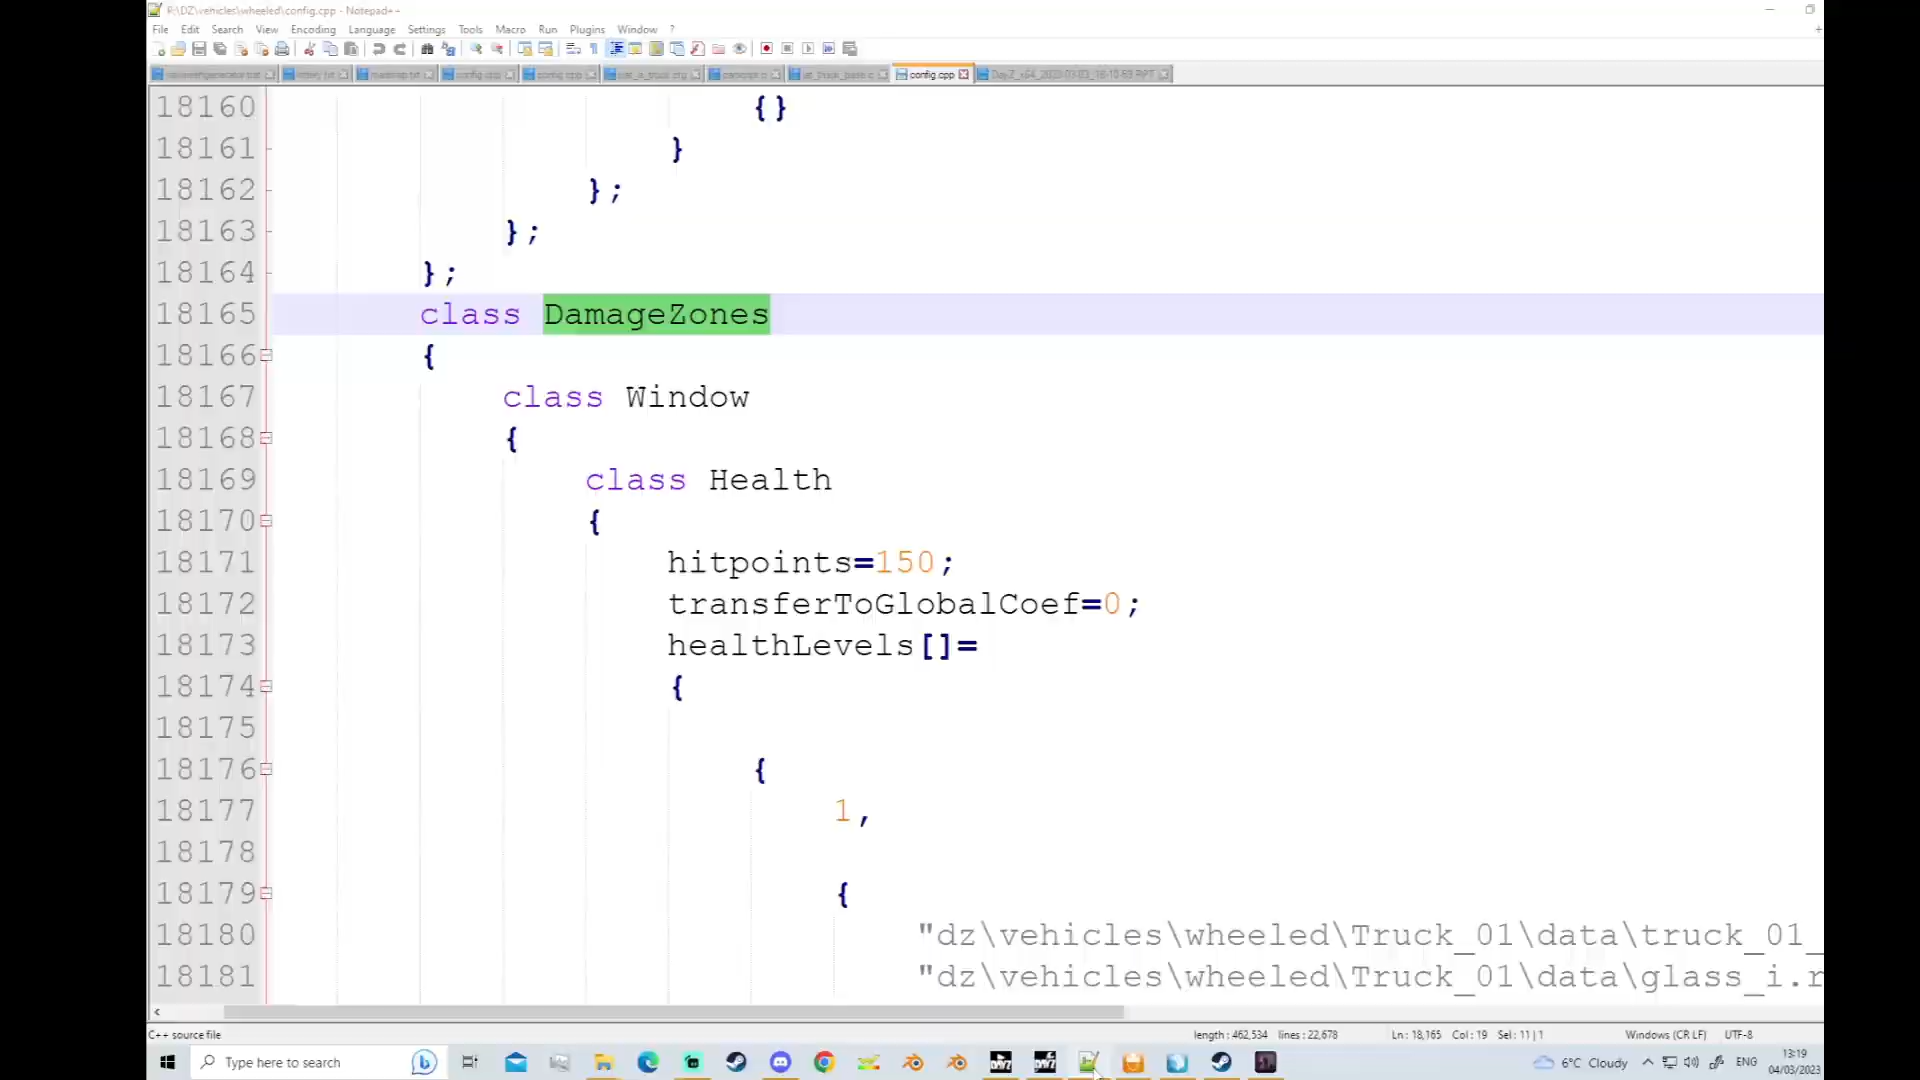 P:\DZ\vehicles\wheeled\config.cpp - Notepad++
File Edit Search View Encoding Language Settings Tools Macro Run Plugins Window ?
config.cpp
18160 {}
18161 }
18162 };
18163 };
18164 };
18165 class DamageZones
18166 {
18167 class Window
18168 {
18169 class Health
18170 {
18171 hitpoints=150;
18172 transferToGlobalCoef=0;
18173 healthLevels[]=
18174 {
18175
18176 {
18177 1,
18178
18179 {
18180 "dz\vehicles\wheeled\Truck_01\data\truck_01_
18181 "dz\vehicles\wheeled\Truck_01\data\glass_i.r
C++ source file length : 462,534 lines : 22,678 Ln : 18,165 Col : 19 Sel : 11 | 1 Windows (CR LF) UTF-8
Type here to search 6°C Cloudy ENG 13:19
04/03/2023